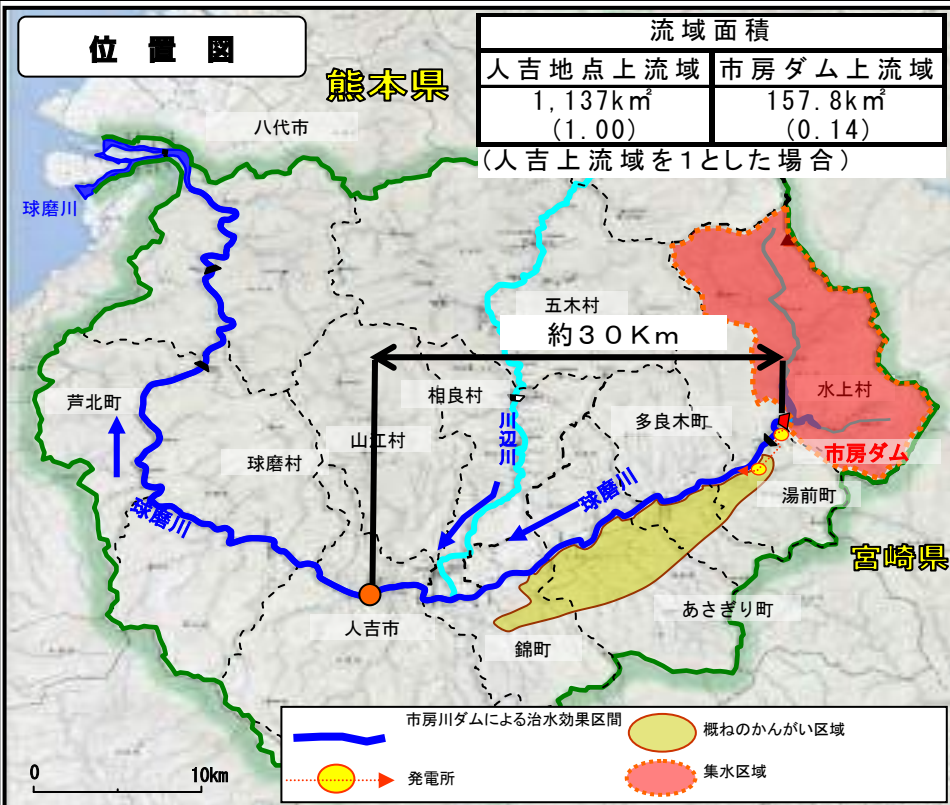 位置図
流域面積
人吉地点上流域 市房ダム上流域
1,137k㎡ 157.8k㎡
(1.00) (0.14)
(人吉上流域を1とした場合)
熊本県
八代市
球磨川
五木村
約30Km
水上村
相良村
芦北町
川辺川
多良木町
山江村
市房ダム
球磨村
球磨川
湯前町
球磨川
宮崎県
あさぎり町
人吉市
錦町
市房川ダムによる治水効果区間
概ねのかんがい区域
発電所
集水区域
0 10km